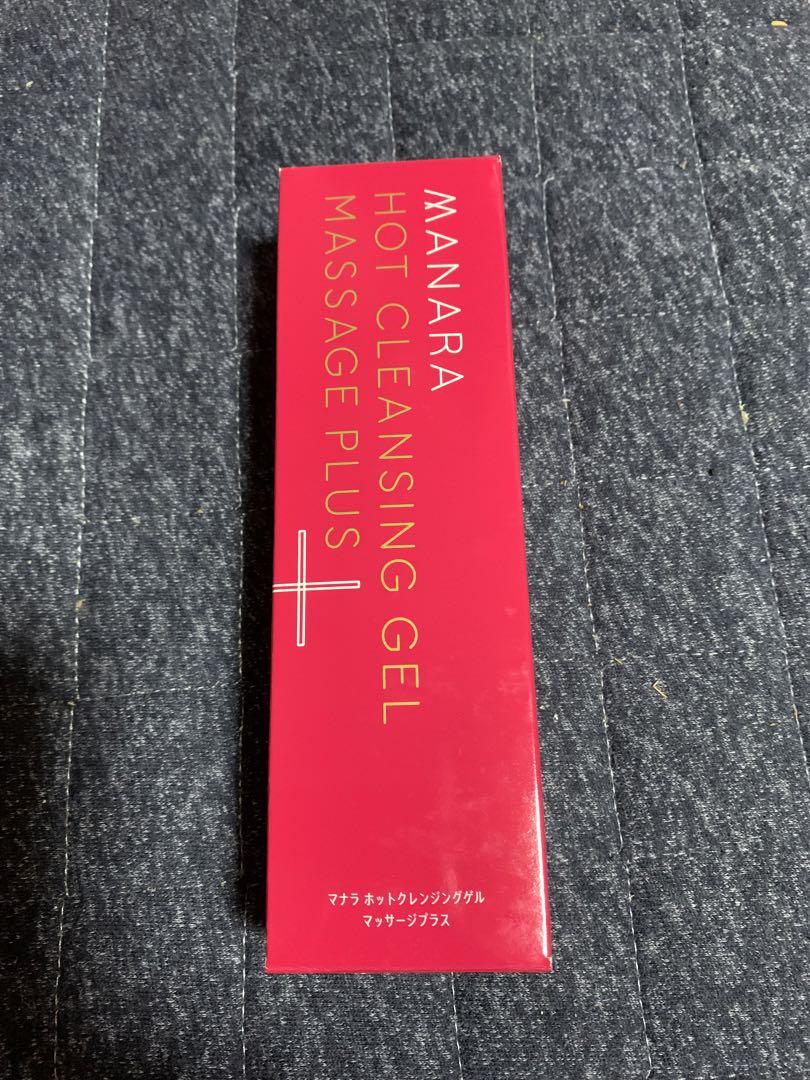 MANARA
HOT CLEANSING GEL
MASSAGE PLUS
マナラ ホットクレンジングゲル
マッサージプラス